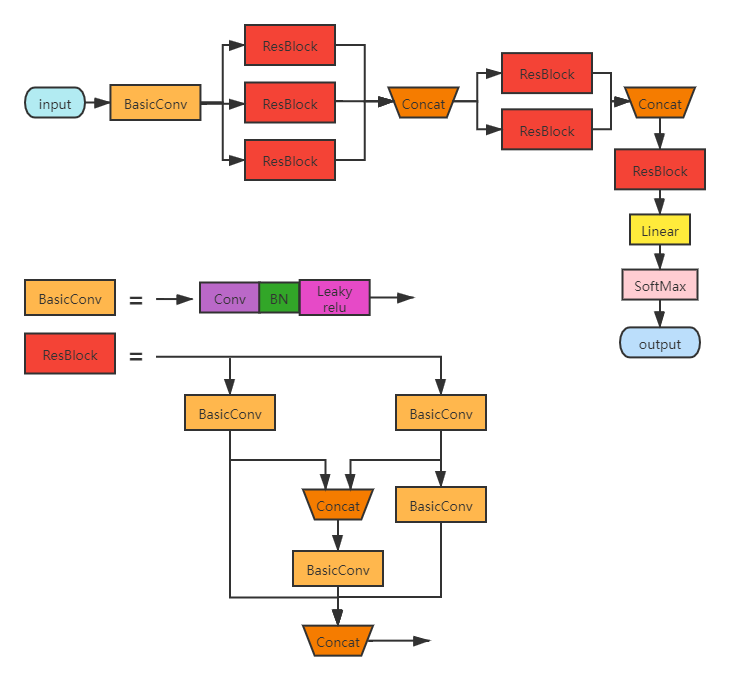 ResBlock
input
BasicConv
ResBlock
Concat
ResBlock
ResBlock
ResBlock
Concat
ResBlock
Linear
SoftMax
output
BasicConv
=
Conv
BN
Leaky
relu
ResBlock
=
BasicConv
BasicConv
Concat
BasicConv
BasicConv
Concat